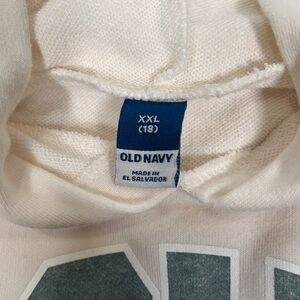 XXL
(18)
OLD NAVY
MADE IN
EL SALVADOR